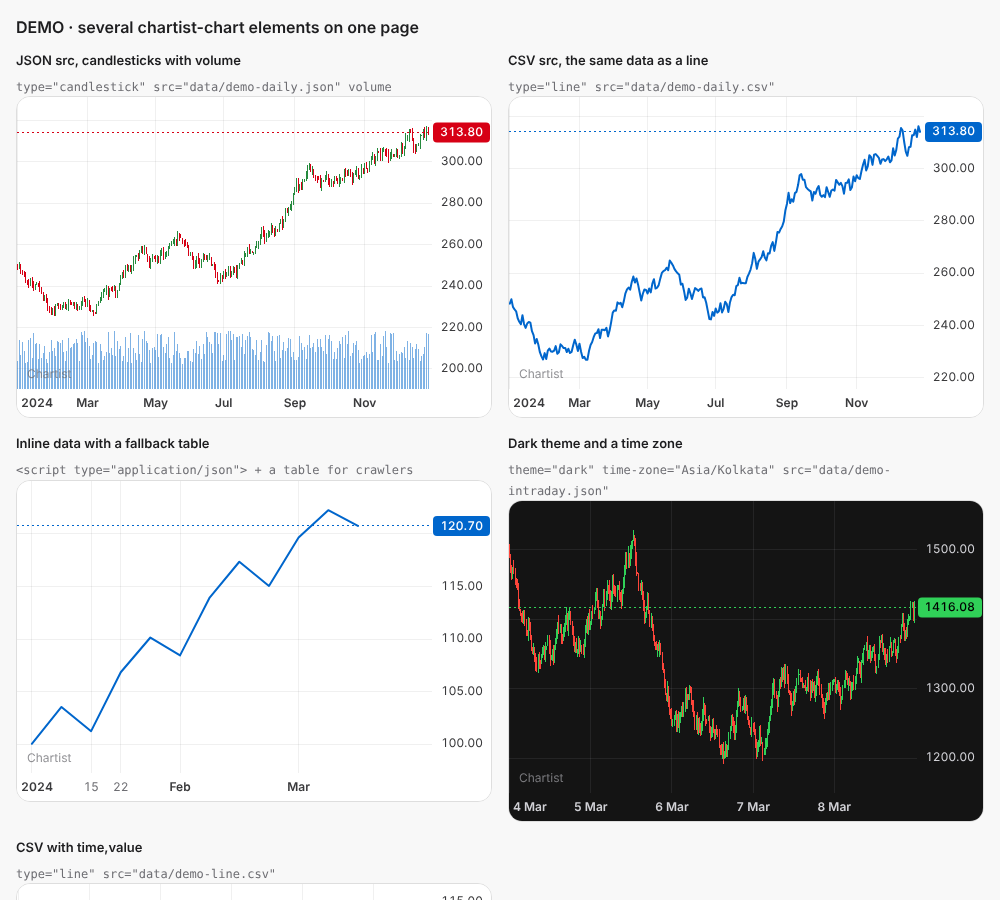 DEMO · several chartist-chart elements on one page
JSON src, candlesticks with volume
type="candlestick" src="data/demo-daily.json" volume
313.80
300.00
280.00
260.00
240.00
220.00
200.00
Chartist
2024 Mar May Jul Sep Nov
CSV src, the same data as a line
type="line" src="data/demo-daily.csv"
313.80
300.00
280.00
260.00
240.00
220.00
Chartist
2024 Mar May Jul Sep Nov
Inline data with a fallback table
<script type="application/json"> + a table for crawlers
120.70
115.00
110.00
105.00
100.00
Chartist
2024 15 22 Feb Mar
Dark theme and a time zone
theme="dark" time-zone="Asia/Kolkata" src="data/demo-
intraday.json"
1500.00
1416.08
1300.00
1200.00
Chartist
4 Mar 5 Mar 6 Mar 7 Mar 8 Mar
CSV with time,value
type="line" src="data/demo-line.csv"
115.00